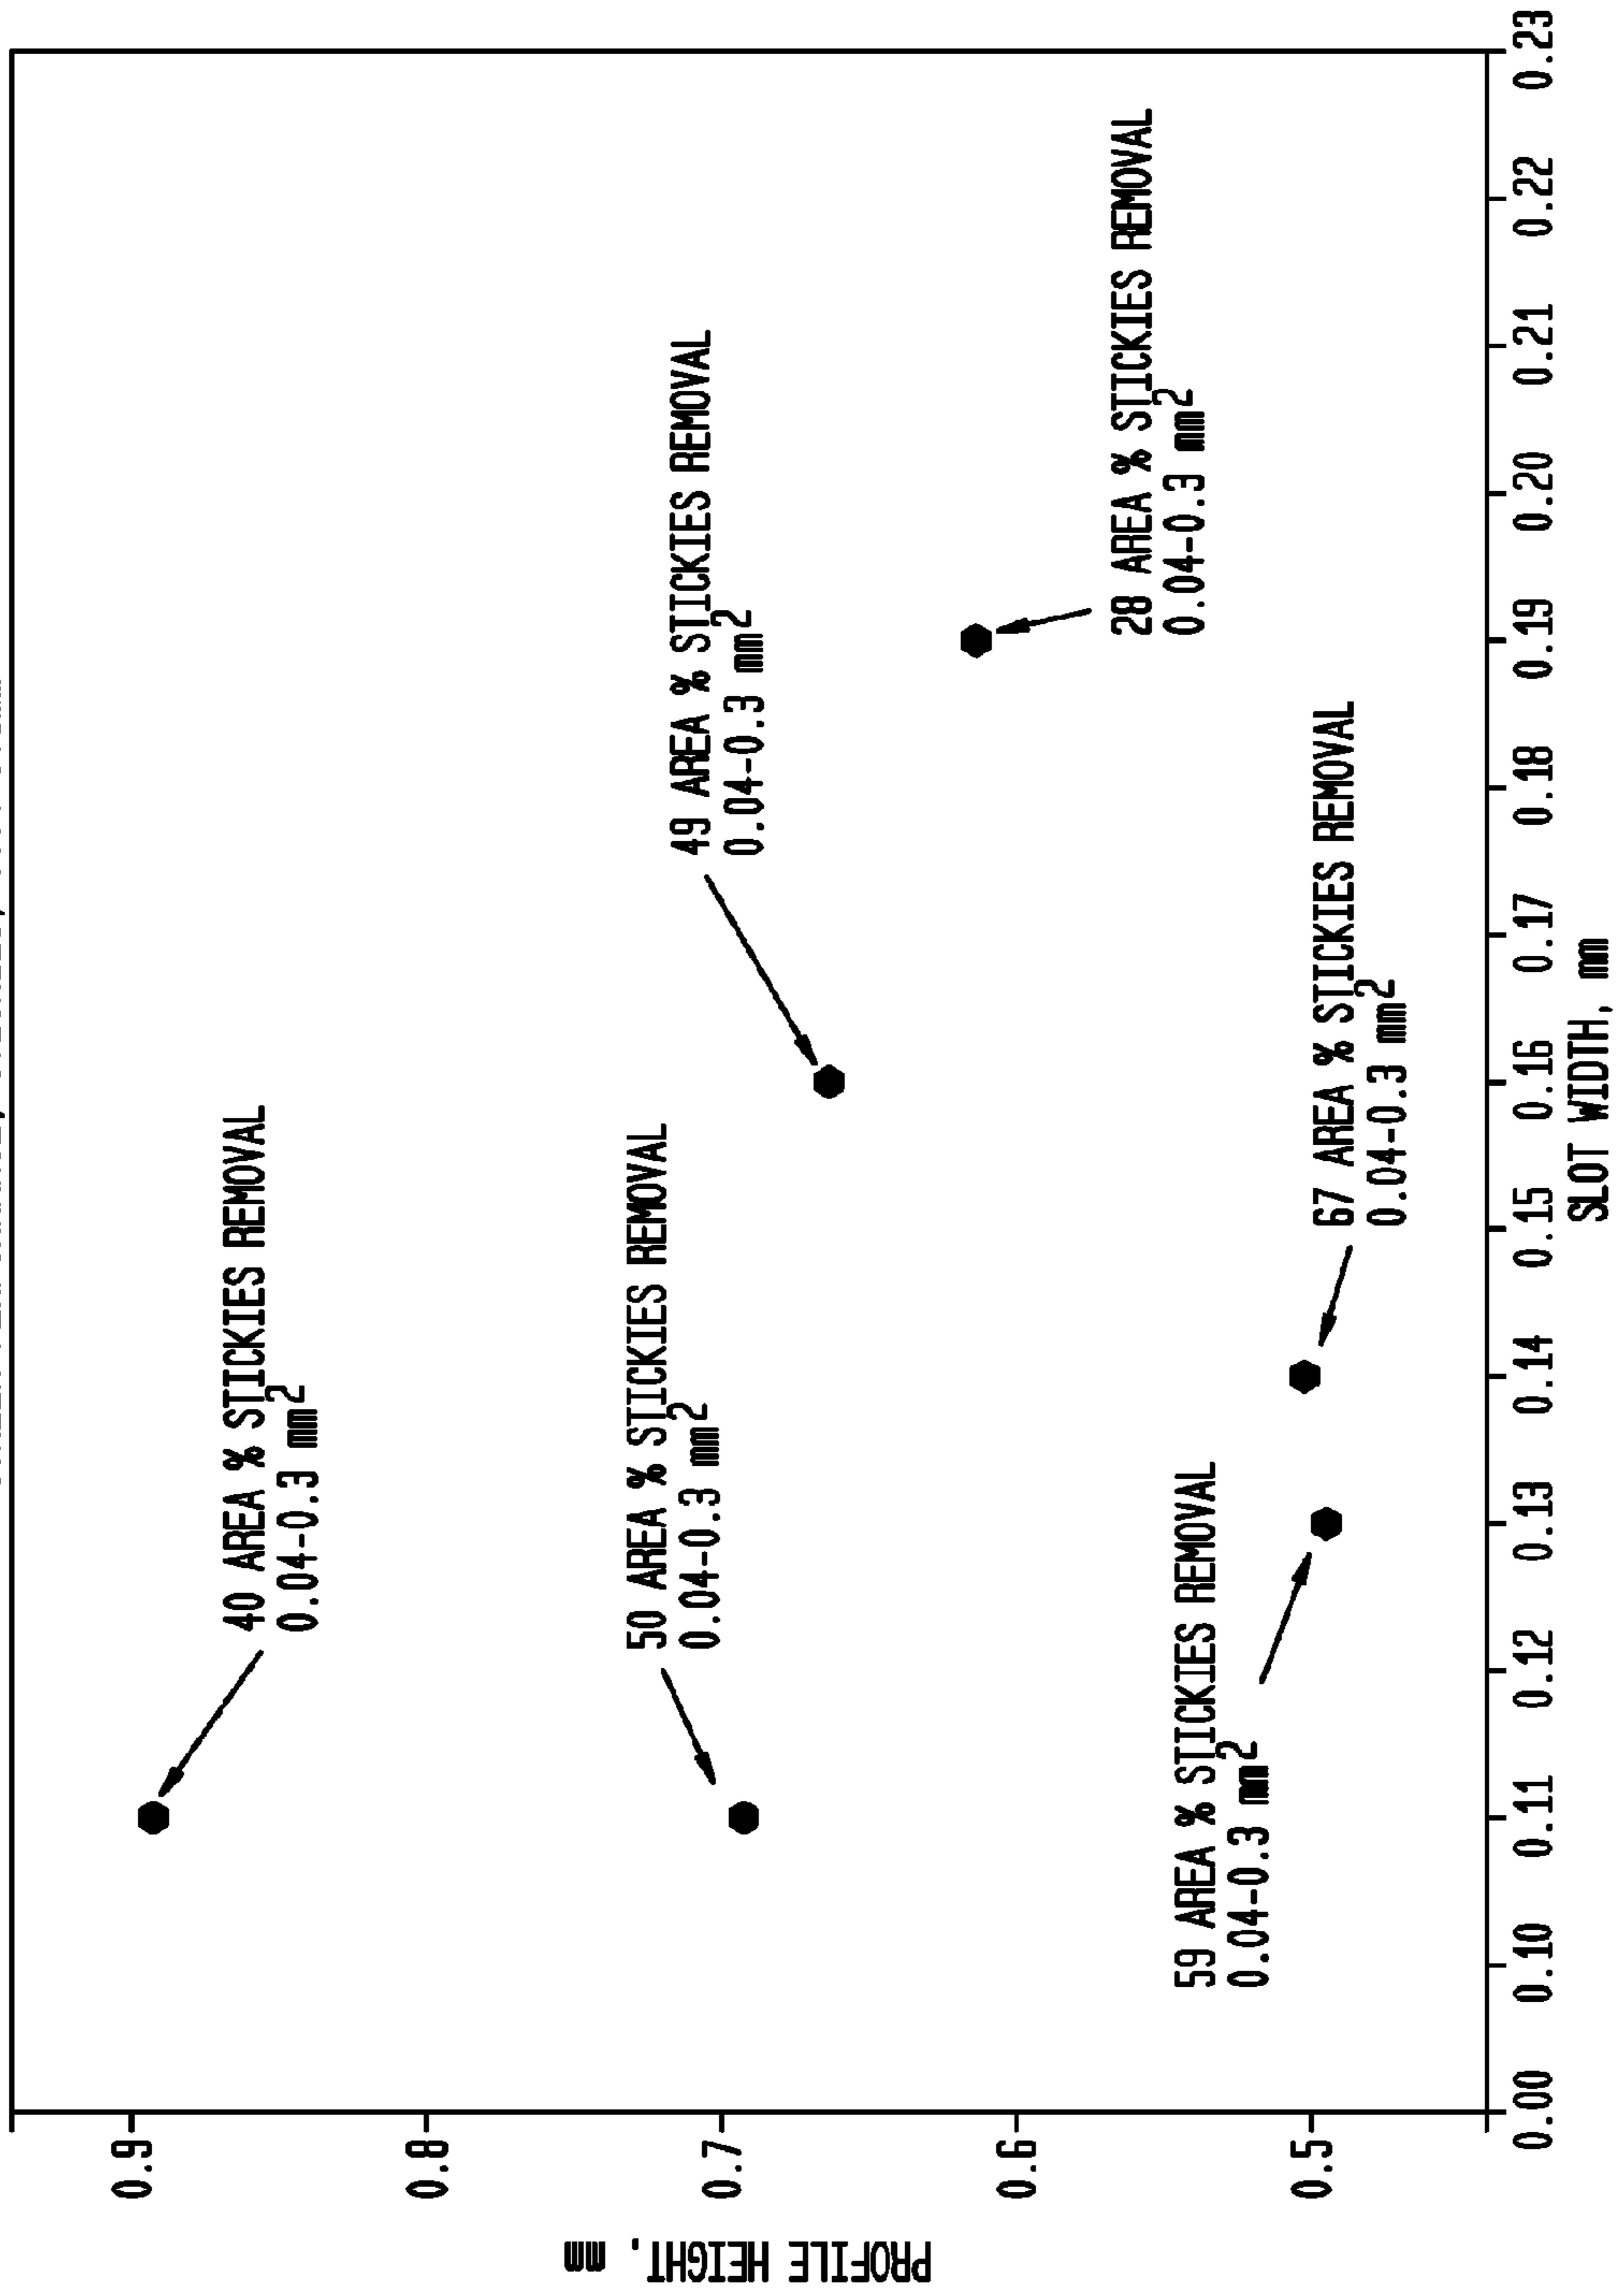 40 AREA % STICKIES REMOVAL
0.04-0.3 mm²
50 AREA % STICKIES REMOVAL
0.04-0.3 mm²
49 AREA % STICKIES REMOVAL
0.04-0.3 mm²
59 AREA % STICKIES REMOVAL
0.04-0.3 mm²
28 AREA % STICKIES REMOVAL
0.04-0.3 mm²
67 AREA % STICKIES REMOVAL
0.04-0.3 mm²
PROFILE HEIGHT, mm
0.9
0.8
0.7
0.6
0.5
0.00 0.10 0.11 0.12 0.13 0.14 0.15 0.16 0.17 0.18 0.19 0.20 0.21 0.22 0.23
SLOT WIDTH, mm